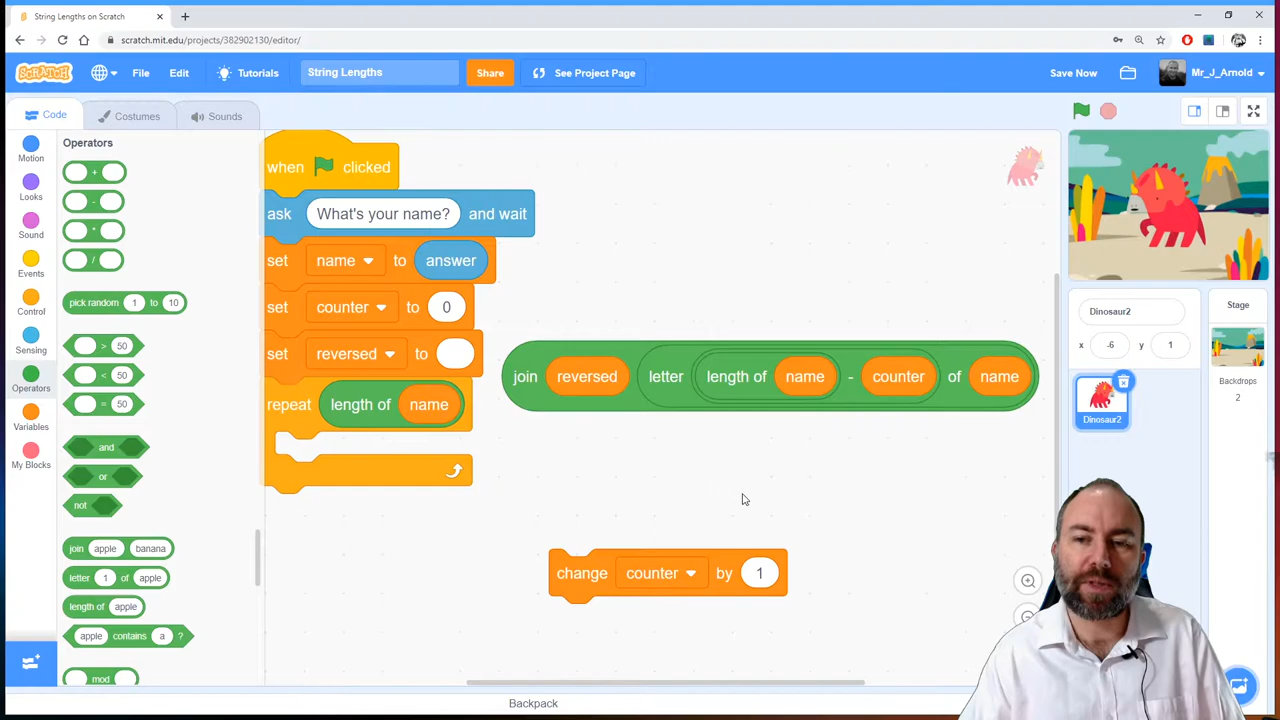 String Lengths on Scratch
scratch.mit.edu/projects/382902130/editor/
SCRATCH
File
Edit
Tutorials
String Lengths
Share
See Project Page
Save Now
Mr_J_Arnold
Code
Costumes
Sounds
Motion
Looks
Sound
Events
Control
Sensing
Operators
Variables
My Blocks
Operators
+
-
*
/
pick random 1 to 10
> 50
< 50
= 50
and
or
not
join apple banana
letter 1 of apple
length of apple
apple contains a ?
mod
when clicked
ask What's your name? and wait
set name to answer
set counter to 0
set reversed to
repeat length of name
join reversed letter length of name - counter of name
change counter by 1
Dinosaur2
x -6 y 1
Dinosaur2
Stage
Backdrops
2
Backpack